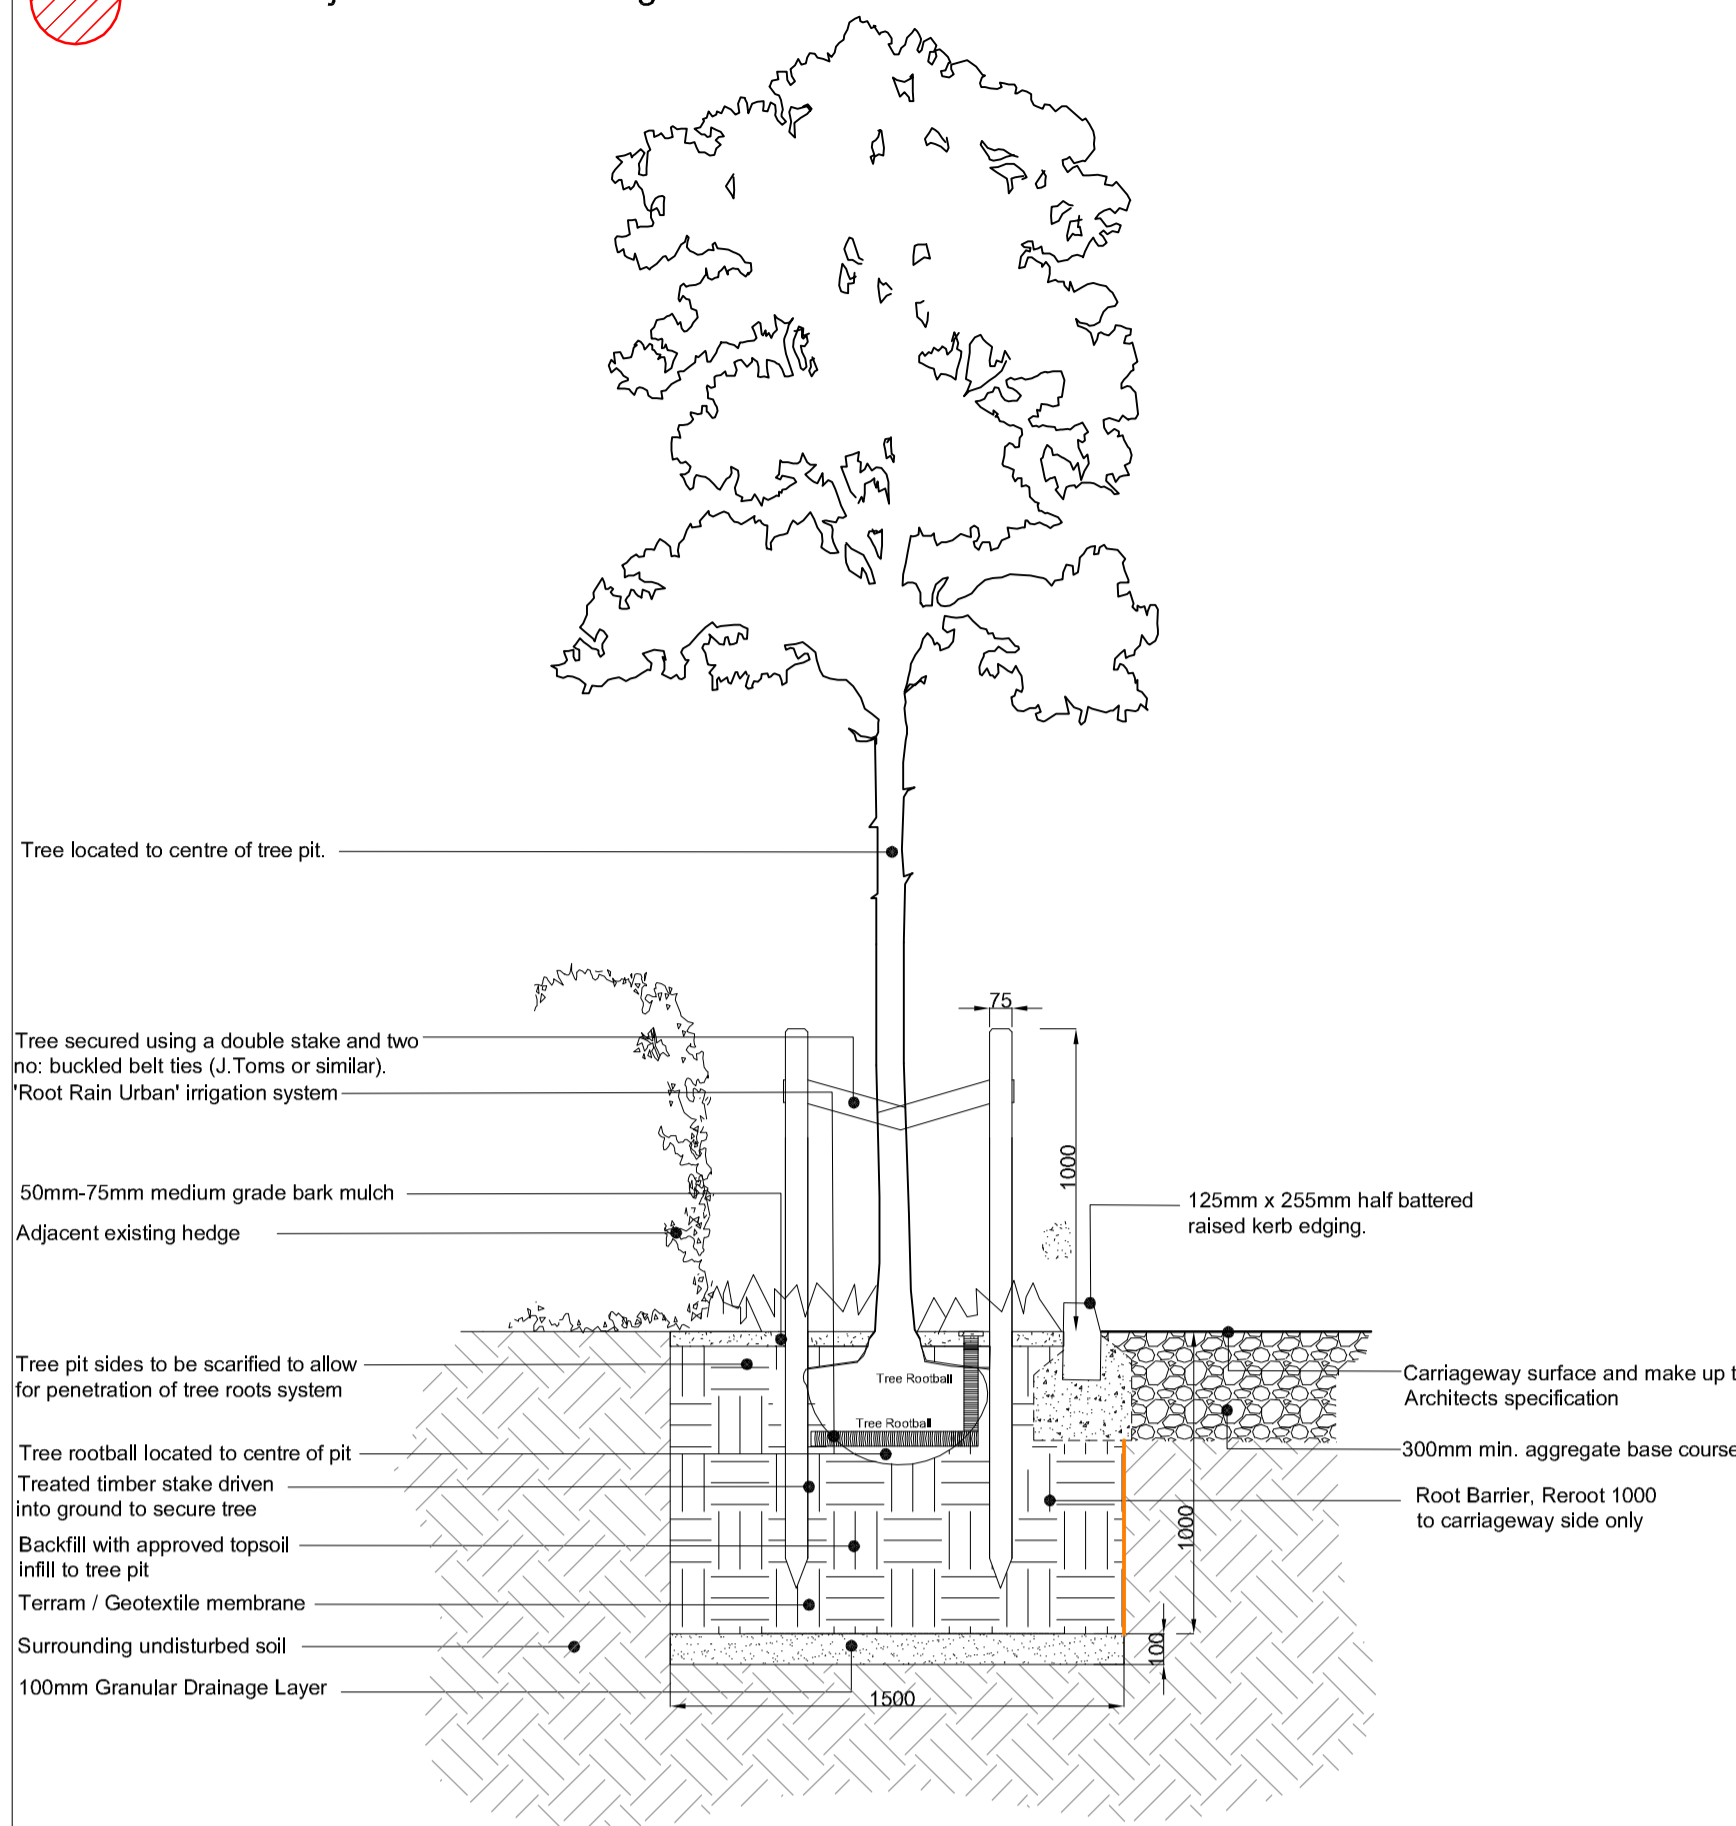 Tree located to centre of tree pit.
75
Tree secured using a double stake and two
no: buckled belt ties (J.Toms or similar).
'Root Rain Urban' irrigation system
1000
50mm-75mm medium grade bark mulch
125mm x 255mm half battered
raised kerb edging.
Adjacent existing hedge
Tree pit sides to be scarified to allow
for penetration of tree roots system
Tree Rootball
Carriageway surface and make up t
Architects specification
Tree Rootball
Tree rootball located to centre of pit
300mm min. aggregate base course
Treated timber stake driven
into ground to secure tree
Root Barrier, Reroot 1000
to carriageway side only
1000
Backfill with approved topsoil
infill to tree pit
Terram / Geotextile membrane
Surrounding undisturbed soil
100
100mm Granular Drainage Layer
1500